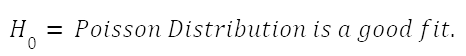 H₀ = Poisson Distribution is a good fit.